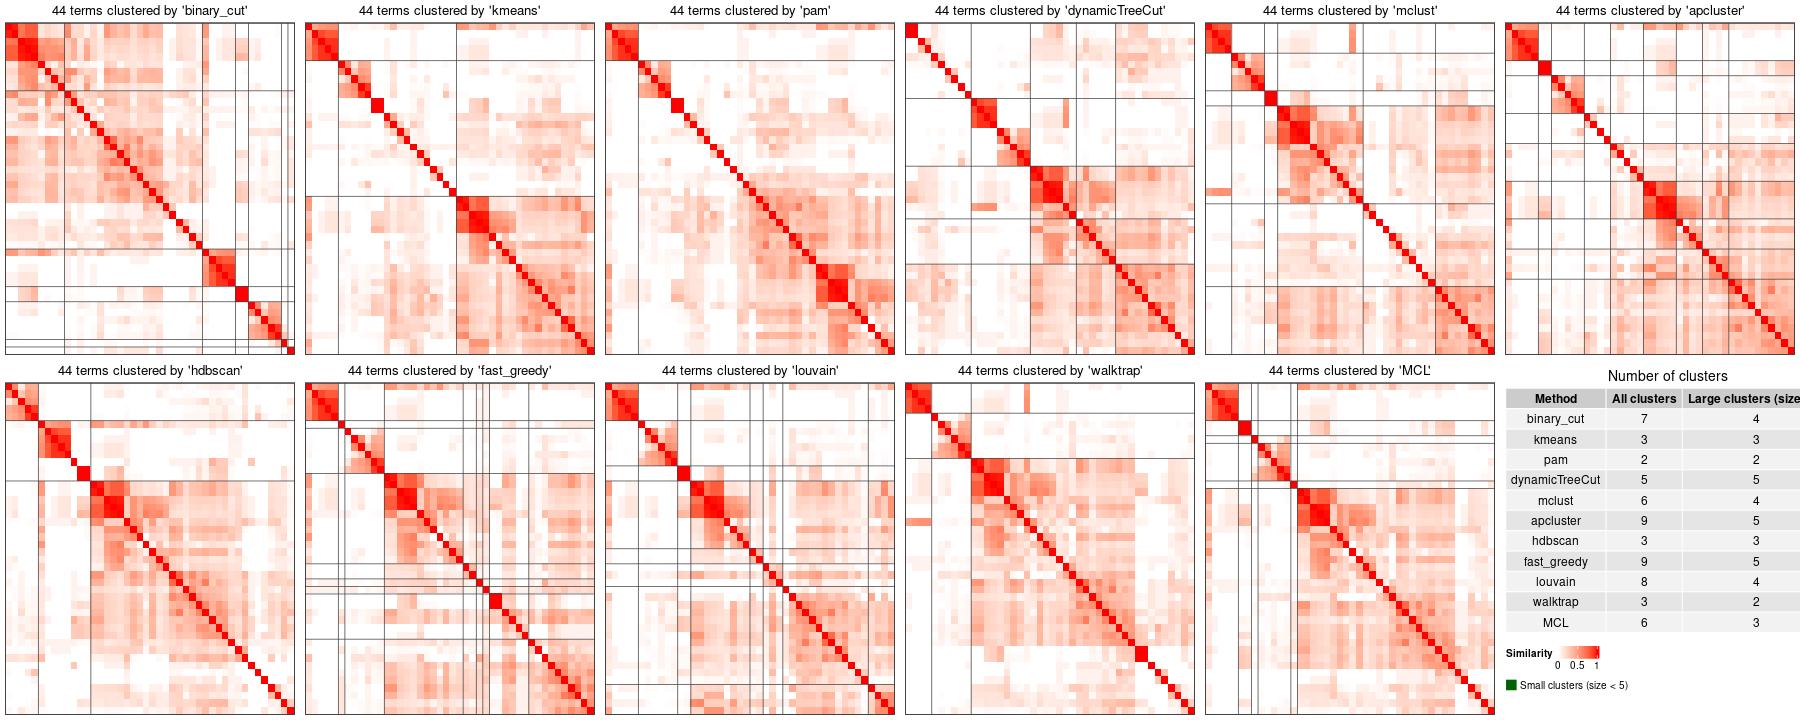 44 terms clustered by 'binary_cut'
44 terms clustered by 'kmeans'
44 terms clustered by 'pam'
44 terms clustered by 'dynamicTreeCut'
44 terms clustered by 'mclust'
44 terms clustered by 'apcluster'
44 terms clustered by 'hdbscan'
44 terms clustered by 'fast_greedy'
44 terms clustered by 'louvain'
44 terms clustered by 'walktrap'
44 terms clustered by 'MCL'
Number of clusters
Method All clusters Large clusters (size
binary_cut 7 4
kmeans 3 3
pam 2 2
dynamicTreeCut 5 5
mclust 6 4
apcluster 9 5
hdbscan 3 3
fast_greedy 9 5
louvain 8 4
walktrap 3 2
MCL 6 3
Similarity
0 0.5 1
Small clusters (size < 5)